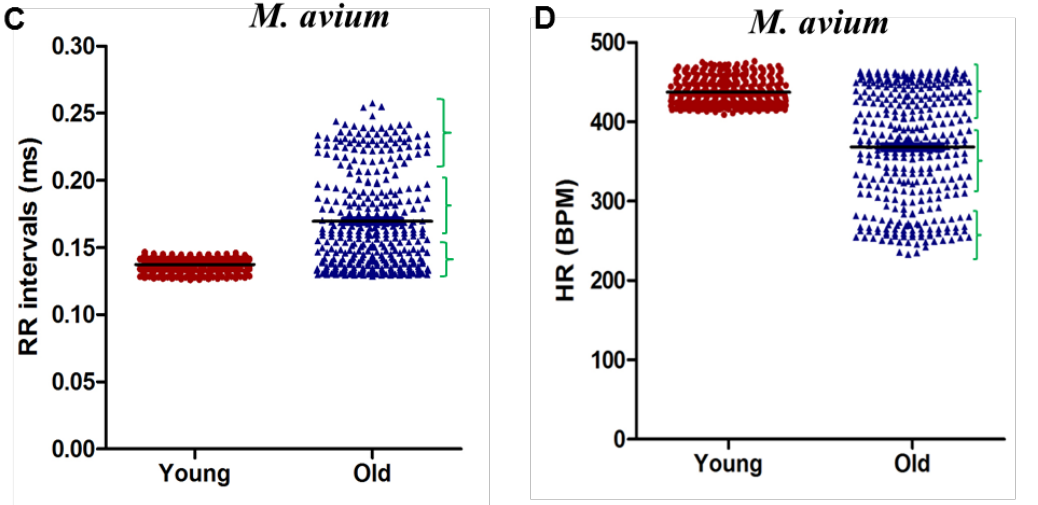 C
M. avium
RR intervals (ms)
0.30
0.25
0.20
0.15
0.10
0.05
0.00
Young Old
D
M. avium
HR (BPM)
500
400
300
200
100
0
Young Old